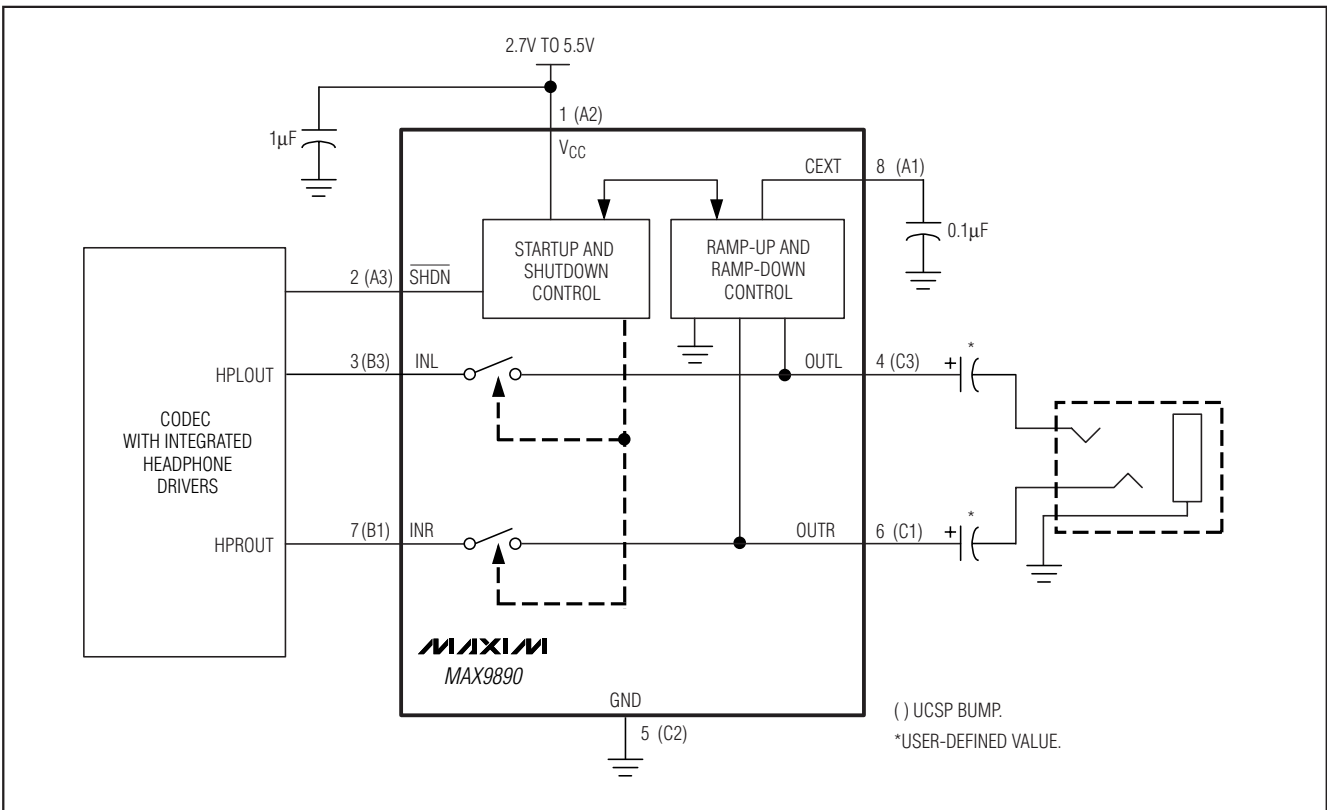 2.7V TO 5.5V
1 (A2)
1μF
VCC
CEXT
8 (A1)
0.1μF
STARTUP AND
SHUTDOWN
CONTROL
RAMP-UP AND
RAMP-DOWN
CONTROL
2 (A3)
SHDN
HPLOUT
3 (B3)
INL
OUTL
4 (C3)
+
*
CODEC
WITH INTEGRATED
HEADPHONE
DRIVERS
HPROUT
7 (B1)
INR
OUTR
6 (C1)
+
*
MAXIM
MAX9890
GND
5 (C2)
( ) UCSP BUMP.
*USER-DEFINED VALUE.